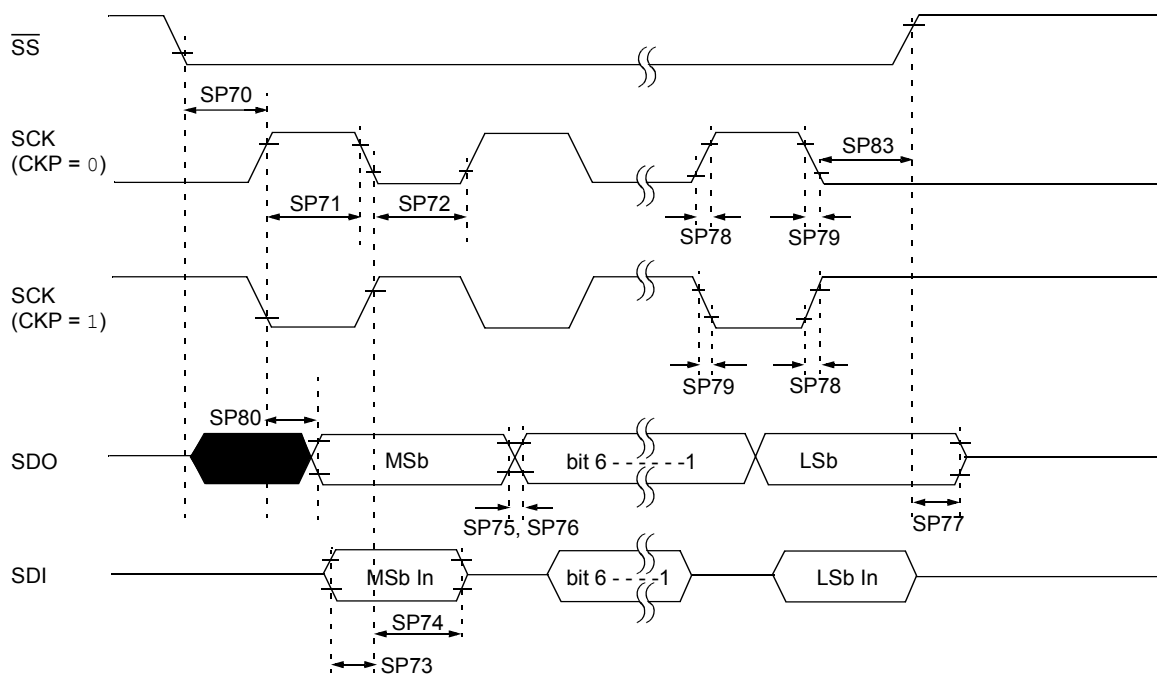 SS
SP70
SCK
(CKP = 0)
SP83
SP71
SP72
SP78
SP79
SCK
(CKP = 1)
SP79
SP78
SP80
SDO
MSb
bit 6 - - - - - -1
LSb
SP75, SP76
SP77
SDI
MSb In
bit 6 - - - - -1
LSb In
SP74
SP73